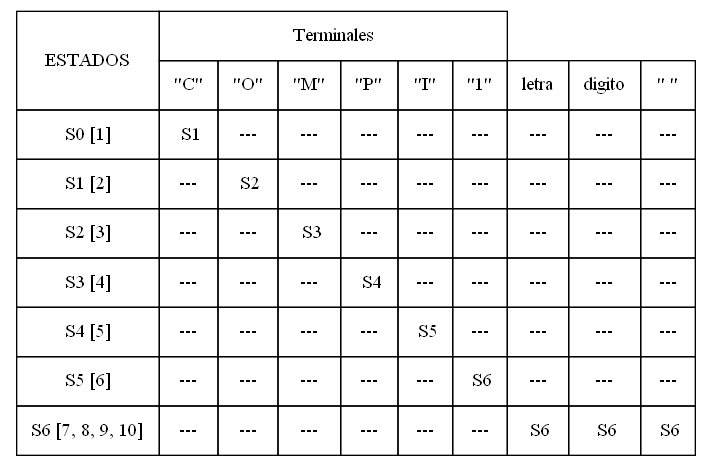 ESTADOS Terminales
"C" "O" "M" "P" "I" "1" letra digito " "
S0 [1] S1 --- --- --- --- --- --- --- ---
S1 [2] --- S2 --- --- --- --- --- --- ---
S2 [3] --- --- S3 --- --- --- --- --- ---
S3 [4] --- --- --- S4 --- --- --- --- ---
S4 [5] --- --- --- --- S5 --- --- --- ---
S5 [6] --- --- --- --- --- S6 --- --- ---
S6 [7, 8, 9, 10] --- --- --- --- --- --- S6 S6 S6